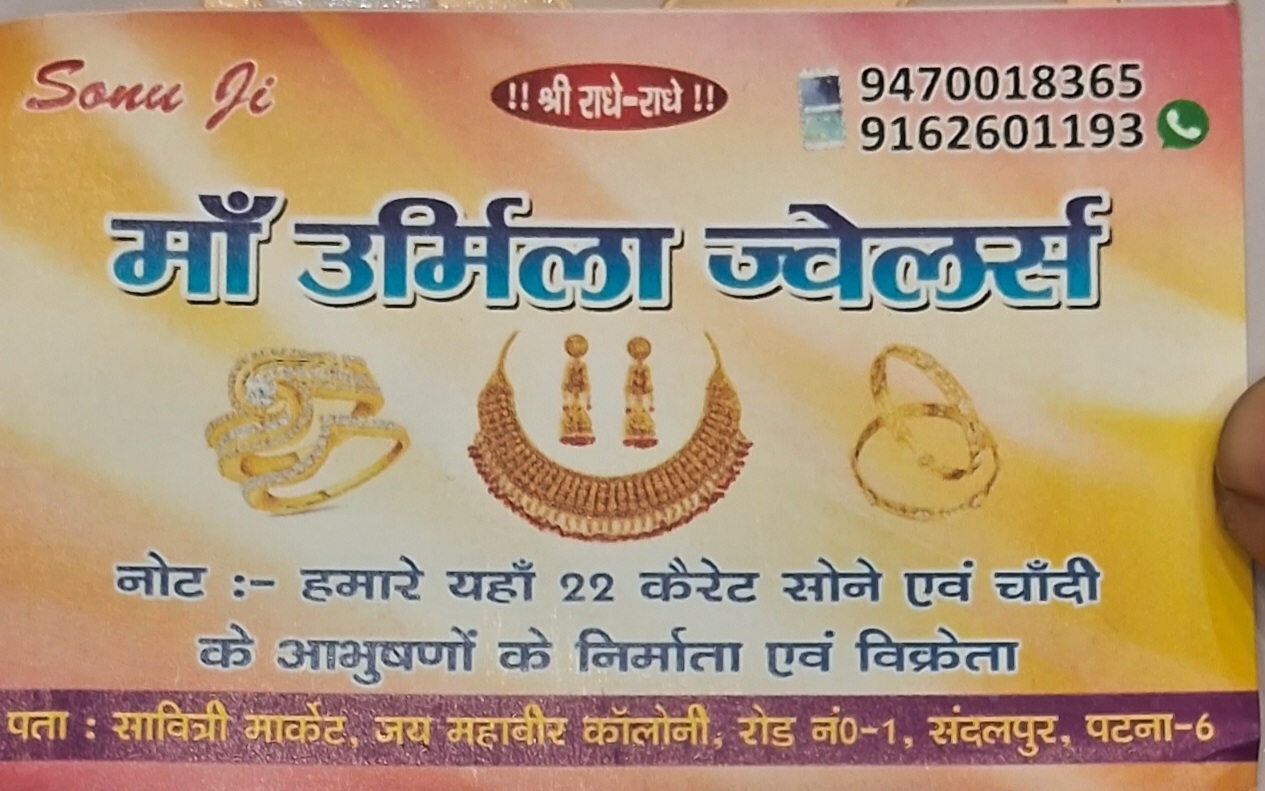 Sonu Ji
!! श्री राधे-राधे !!
9470018365
9162601193
माँ उर्मिला ज्वेलर्स
नोट :- हमारे यहाँ 22 कैरेट सोने एवं चाँदी
के आभुषणों के निर्माता एवं विक्रेता
पता : सावित्री मार्केट, जय महाबीर कॉलोनी, रोड नं0-1, संदलपुर, पटना-6